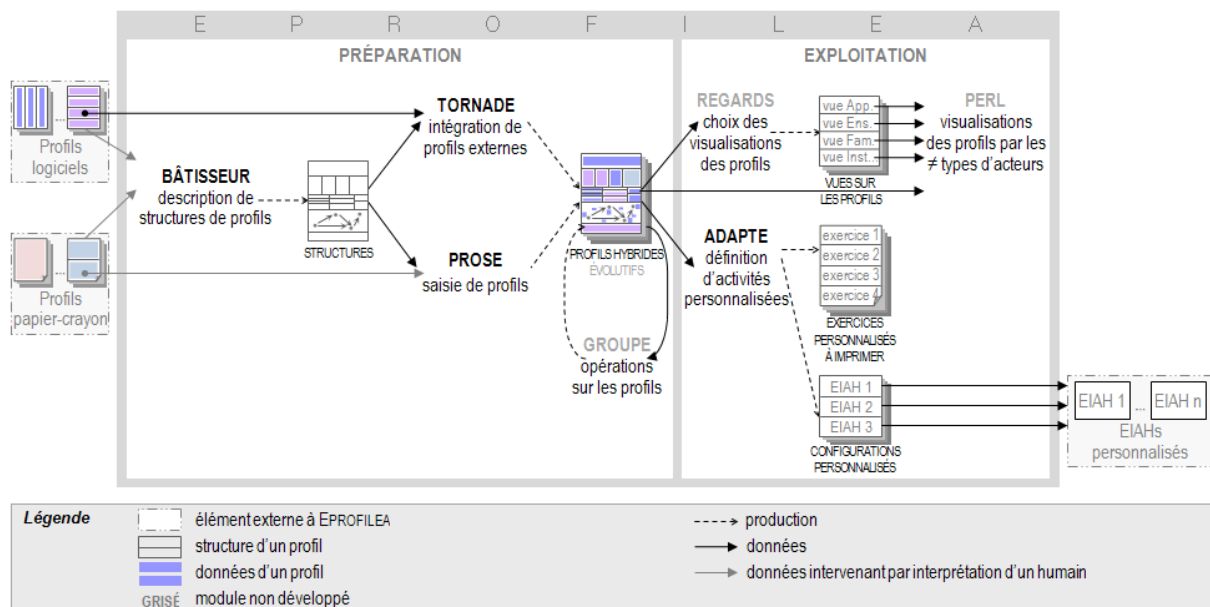 E P R O F I L E A
PRÉPARATION
EXPLOITATION
Profils
logiciels
Profils
papier-crayon
BÂTISSEUR
description de
structures de profils
STRUCTURES
TORNADE
intégration de
profils externes
PROSE
saisie de profils
PROFILS HYBRIDES
ÉVOLUTIFS
GROUPE
opérations
sur les profils
REGARDS
choix des
visualisations
des profils
vue App.
vue Ens.
vue Fam.
vue Inst..
VUES SUR
LES PROFILS
PERL
visualisations
des profils par les
≠ types d'acteurs
ADAPTE
définition
d'activités
personnalisées
exercice 1
exercice 2
exercice 3
exercice 4
EXERCICES
PERSONNALISÉS
À IMPRIMER
EIAH 1
EIAH 2
EIAH 3
CONFIGURATIONS
PERSONNALISÉS
EIAH 1 ... EIAH n
EIAHs
personnalisés
Légende
élément externe à EPROFILEA
structure d'un profil
données d'un profil
GRISÉ module non développé
production
données
données intervenant par interprétation d'un humain